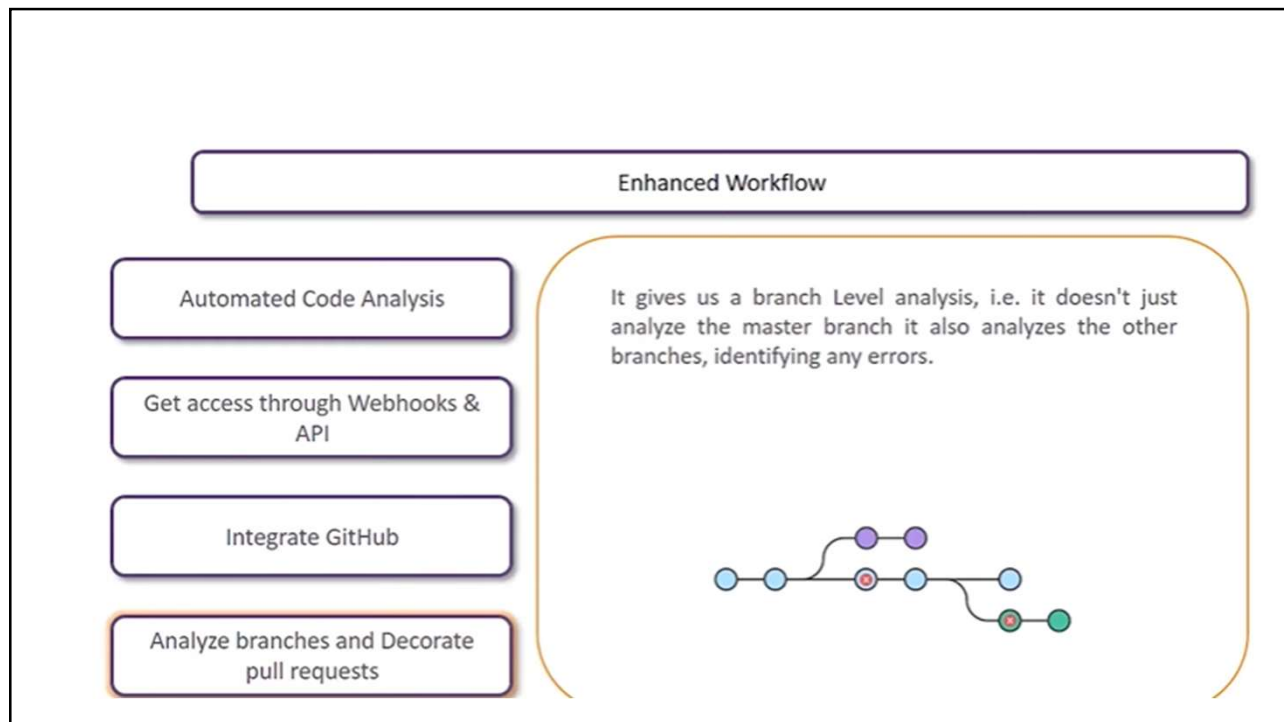 Enhanced Workflow
Automated Code Analysis
Get access through Webhooks &
API
Integrate GitHub
Analyze branches and Decorate
pull requests
It gives us a branch Level analysis, i.e. it doesn't just
analyze the master branch it also analyzes the other
branches, identifying any errors.